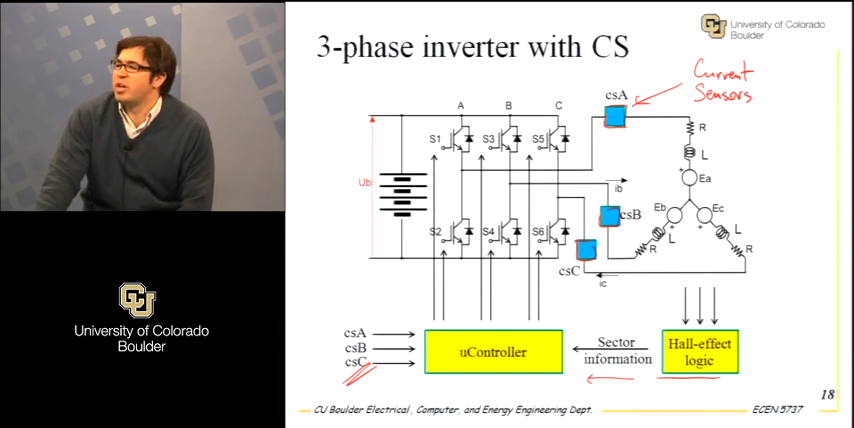 University of Colorado
Boulder
3-phase inverter with CS
Current
Sensors.
csA
A B C
S1 S3 S5
R
L
Ub
Ea
ib
Eb Ec
csB
S2 S4 S6
L L
R R
csC
ic
University of Colorado
Boulder
csA
csB
csC
uController
Sector
information
Hall-effect
logic
18
CU Boulder Electrical, Computer, and Energy Engineering Dept.
ECEN 5737